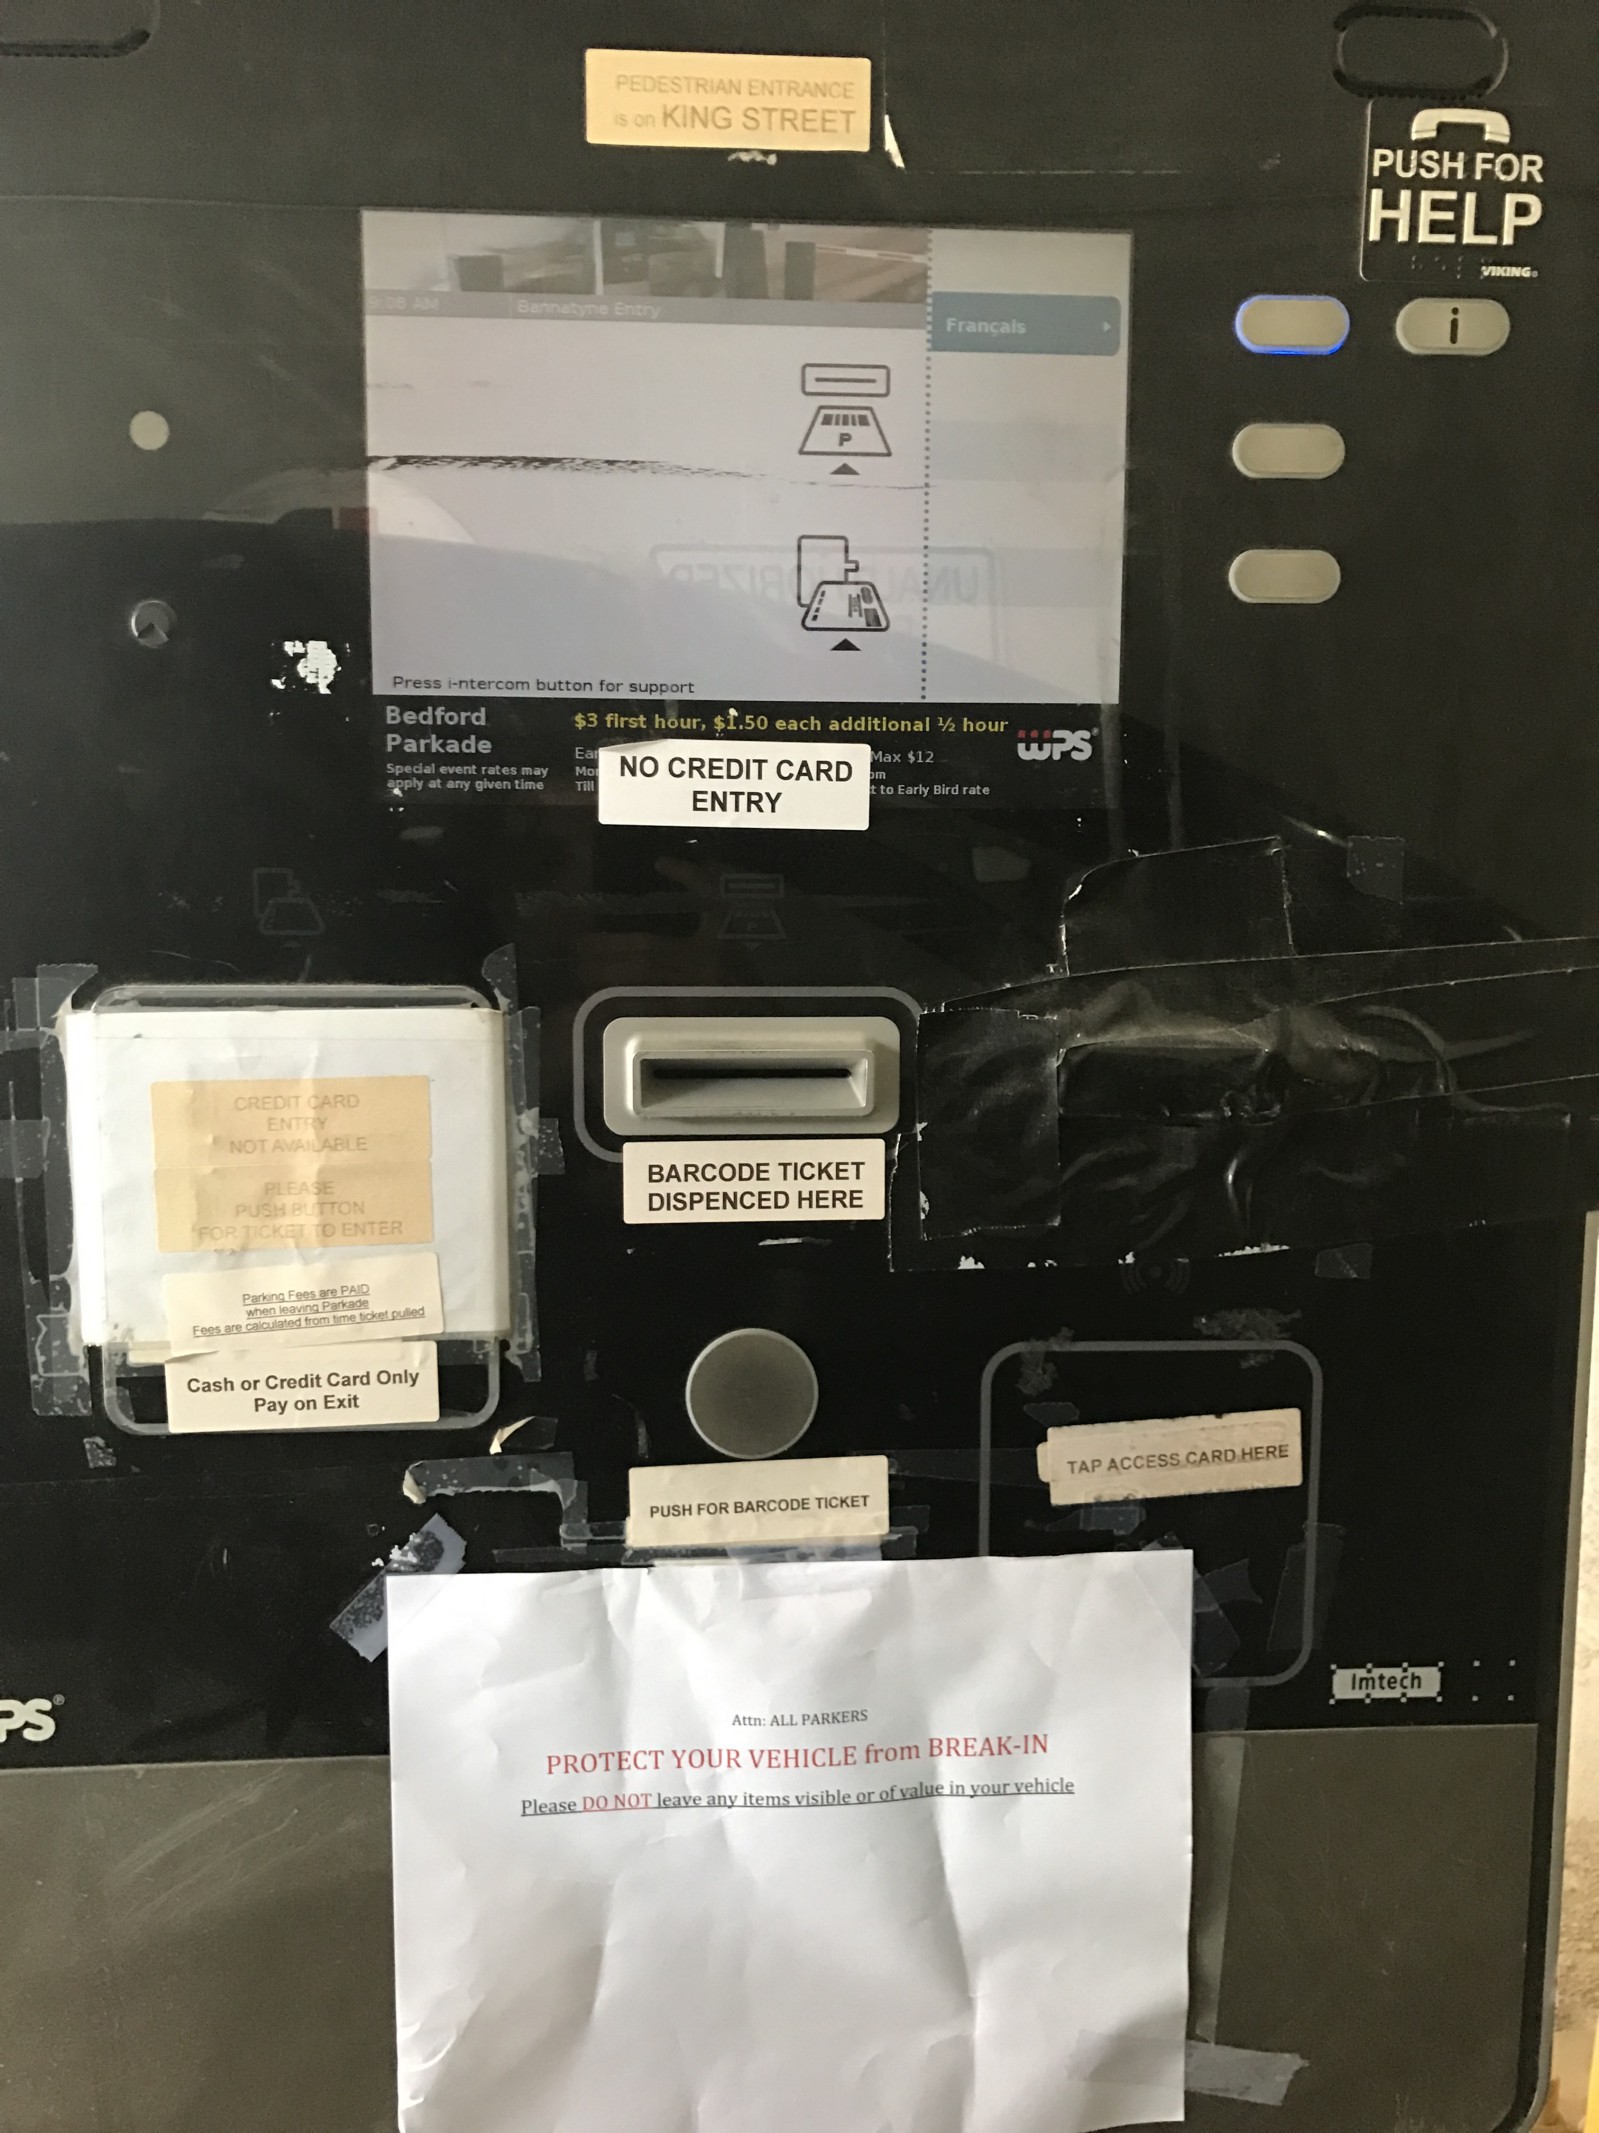 PEDESTRIAN ENTRANCE
is on KING STREET
PUSH FOR
HELP
VIKING®
9:08 AM Bannatyne Entry
Français
i
P
Press i-ntercom button for support
Bedford
Parkade
Special event rates may
apply at any given time
$3 first hour, $1.50 each additional ½ hour
Max $12
Till
t to Early Bird rate
WPS®
NO CREDIT CARD
ENTRY
CREDIT CARD
ENTRY
NOT AVAILABLE
PLEASE
PUSH BUTTON
FOR TICKET TO ENTER
Parking Fees are PAID
when leaving Parkade
Fees are calculated from time ticket pulled
Cash or Credit Card Only
Pay on Exit
BARCODE TICKET
DISPENCED HERE
PUSH FOR BARCODE TICKET
TAP ACCESS CARD HERE
Imtech
PS®
Attn: ALL PARKERS
PROTECT YOUR VEHICLE from BREAK-IN
Please DO NOT leave any items visible or of value in your vehicle